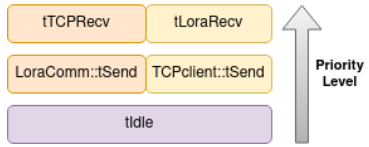 tTCPRecv
tLoraRecv
LoraComm::tSend
TCPclient::tSend
tIdle
Priority
Level